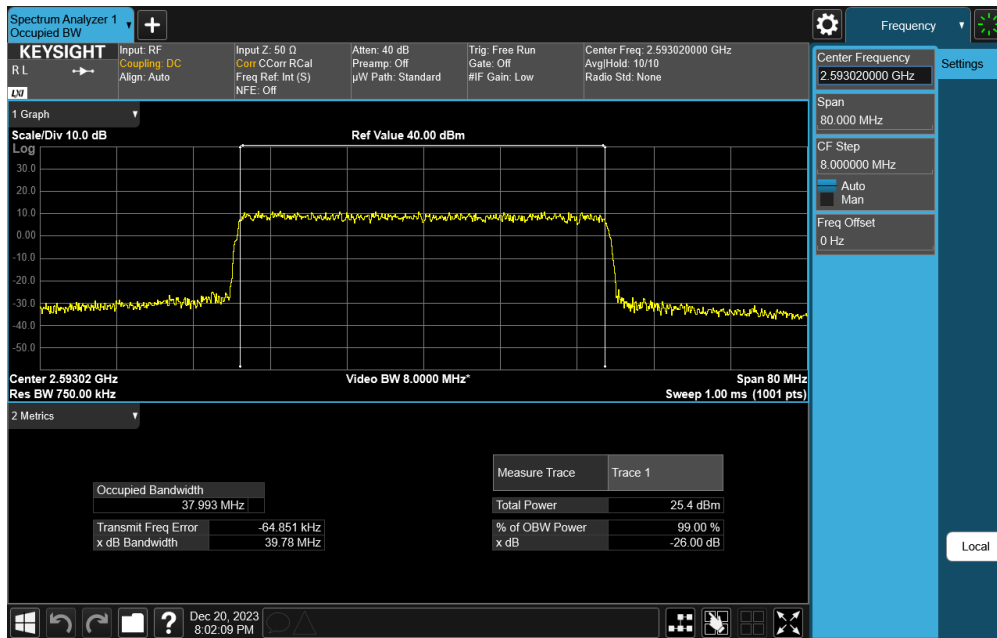 Spectrum Analyzer 1
Occupied BW
Frequency
KEYSIGHT
R L
LXI
Input: RF
Coupling: DC
Align: Auto
Input Z: 50 Ω
Corr CCorr RCal
Freq Ref: Int (S)
NFE: Off
Atten: 40 dB
Preamp: Off
µW Path: Standard
Trig: Free Run
Gate: Off
#IF Gain: Low
Center Freq: 2.593020000 GHz
Avg|Hold: 10/10
Radio Std: None
Center Frequency
2.593020000 GHz
Settings
Span
80.000 MHz
CF Step
8.000000 MHz
Auto
Man
Freq Offset
0 Hz
1 Graph
Scale/Div 10.0 dB
Ref Value 40.00 dBm
Log
30.0
20.0
10.0
0.00
-10.0
-20.0
-30.0
-40.0
-50.0
Center 2.59302 GHz
Video BW 8.0000 MHz*
Span 80 MHz
Res BW 750.00 kHz
Sweep 1.00 ms (1001 pts)
2 Metrics
Measure Trace Trace 1
Occupied Bandwidth
37.993 MHz
Total Power 25.4 dBm
Transmit Freq Error -64.851 kHz
% of OBW Power 99.00 %
x dB Bandwidth 39.78 MHz
x dB -26.00 dB
Local
?
Dec 20, 2023
8:02:09 PM